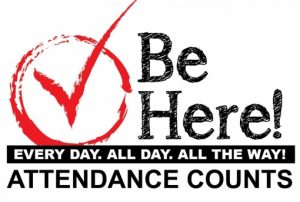 Be
Here!
EVERY DAY. ALL DAY. ALL THE WAY!
ATTENDANCE COUNTS